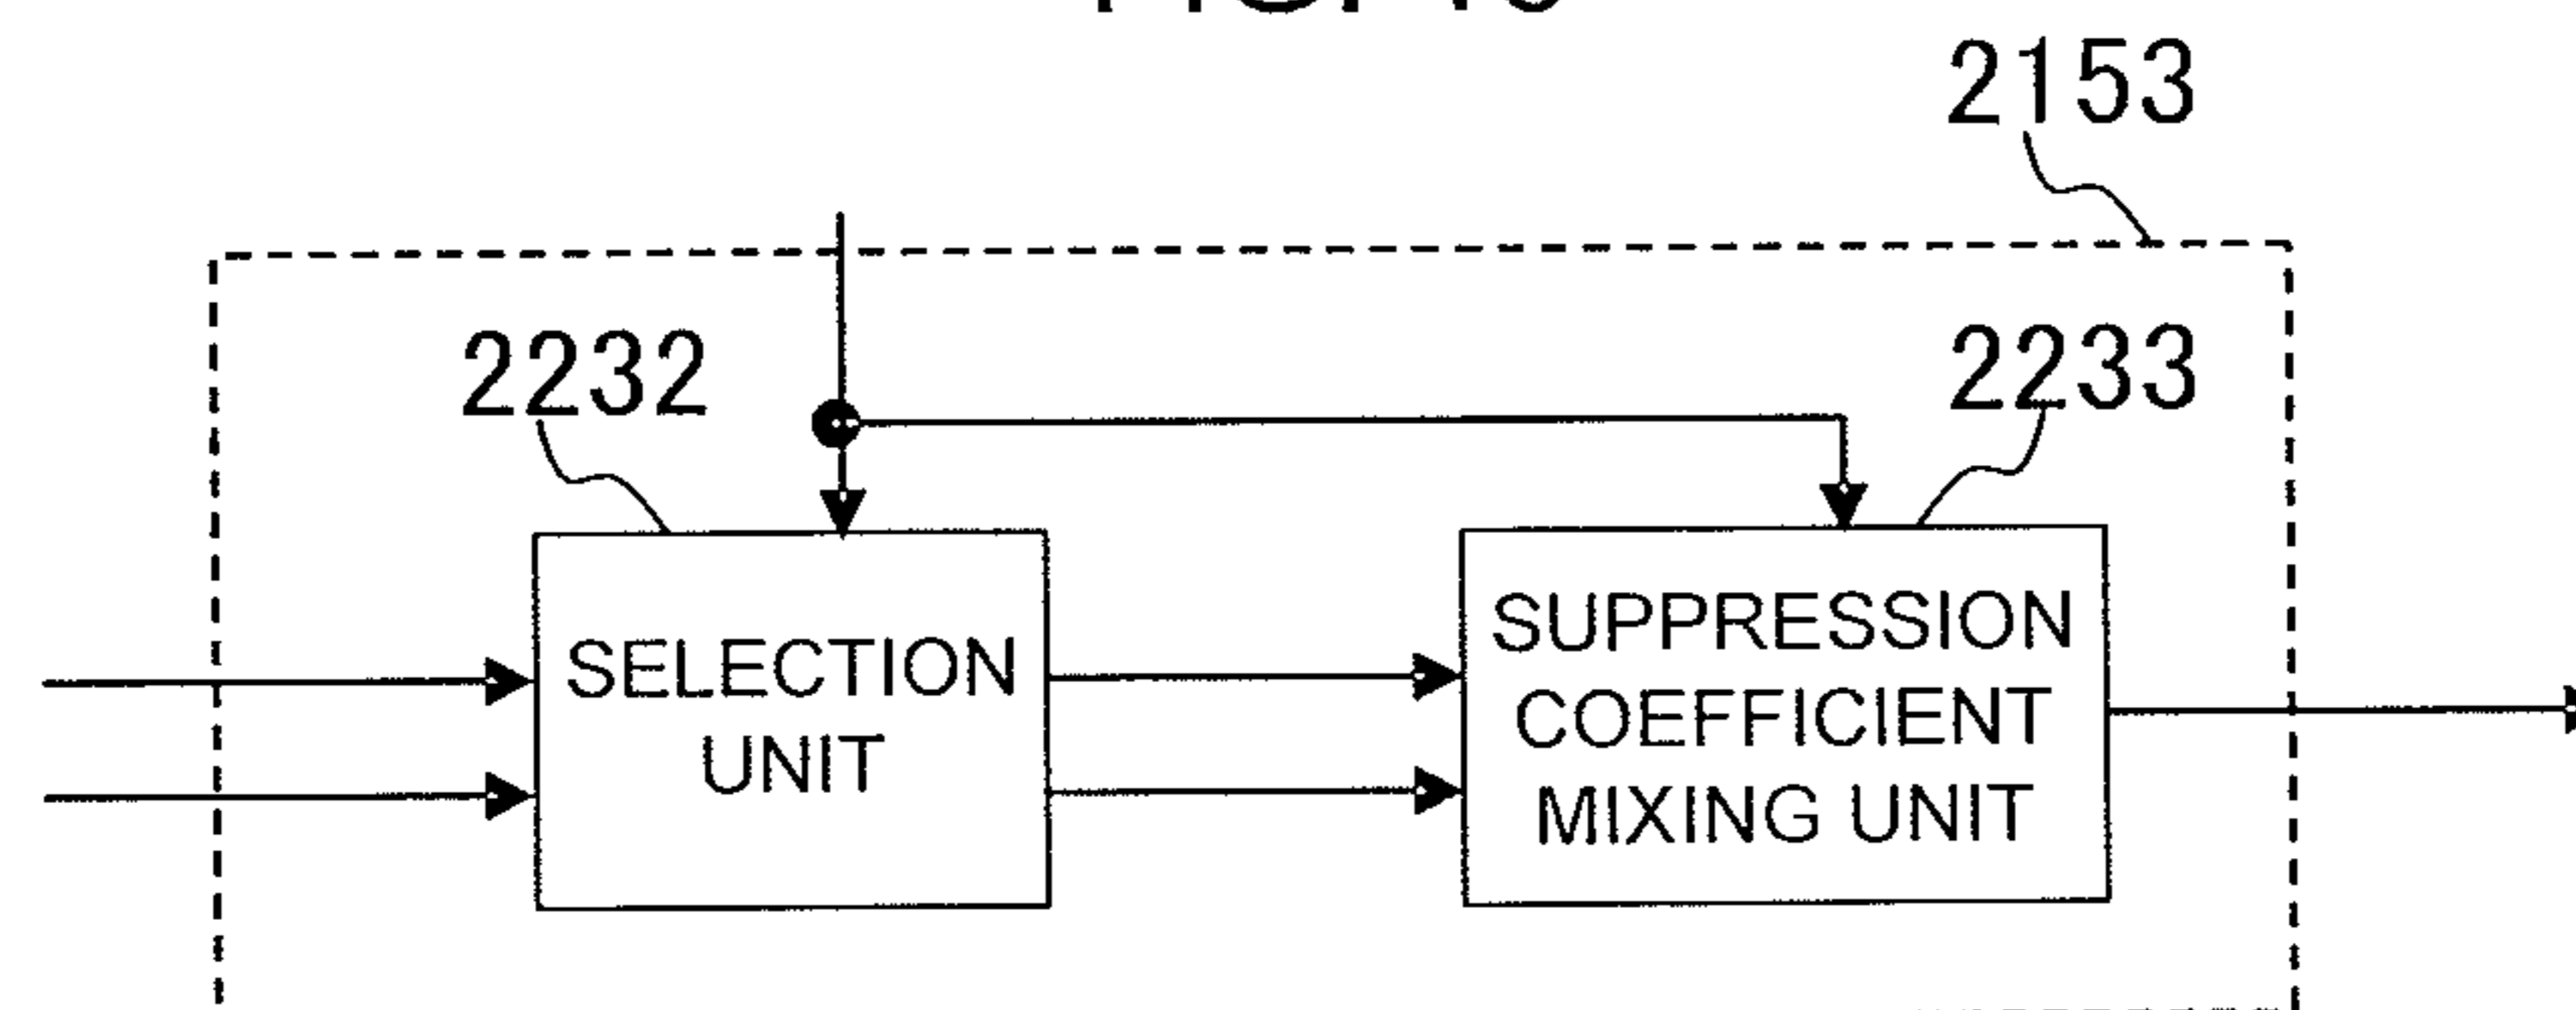 2153
2232
2233
SELECTION
UNIT
SUPPRESSION
COEFFICIENT
MIXING UNIT